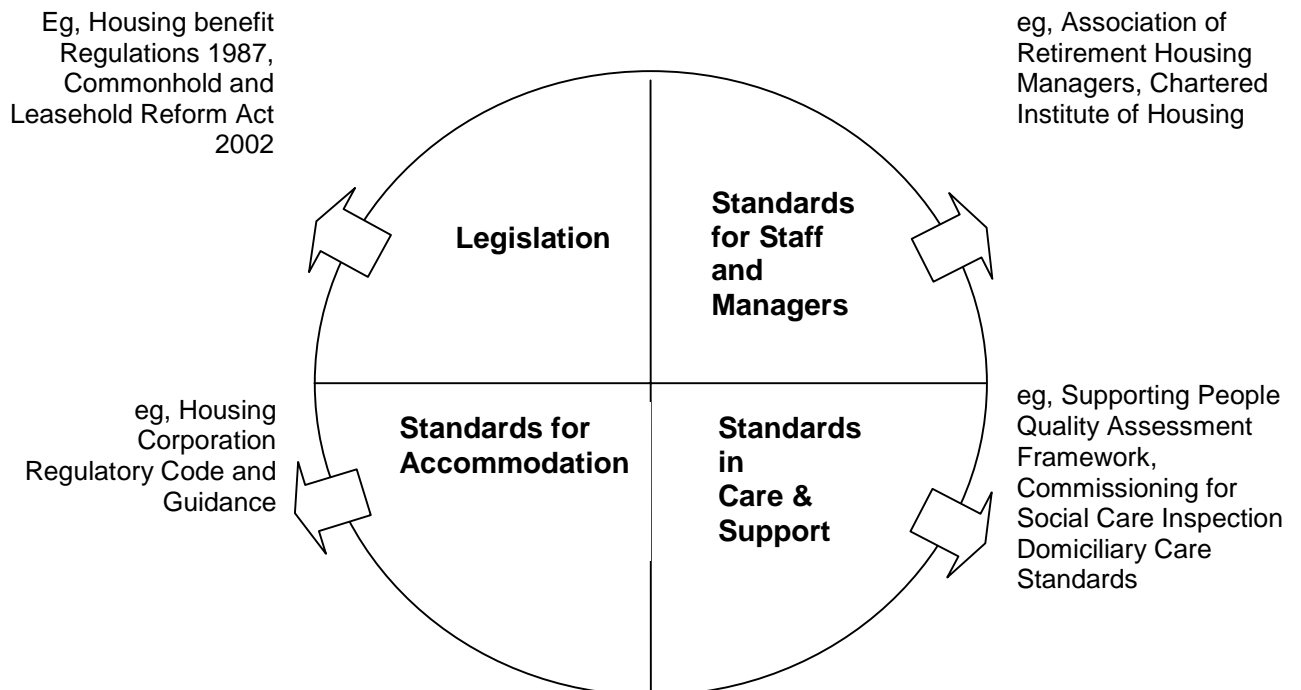 Eg, Housing benefit
Regulations 1987,
Commonhold and
Leasehold Reform Act
2002
eg, Association of
Retirement Housing
Managers, Chartered
Institute of Housing
Legislation
Standards
for Staff
and
Managers
eg, Housing
Corporation
Regulatory Code and
Guidance
Standards for
Accommodation
Standards
in
Care &
Support
eg, Supporting People
Quality Assessment
Framework,
Commissioning for
Social Care Inspection
Domiciliary Care
Standards